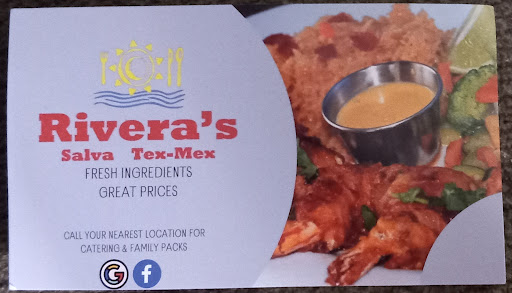 Rivera's
Salva Tex-Mex
FRESH INGREDIENTS
GREAT PRICES
CALL YOUR NEAREST LOCATION FOR
CATERING & FAMILY PACKS
G f